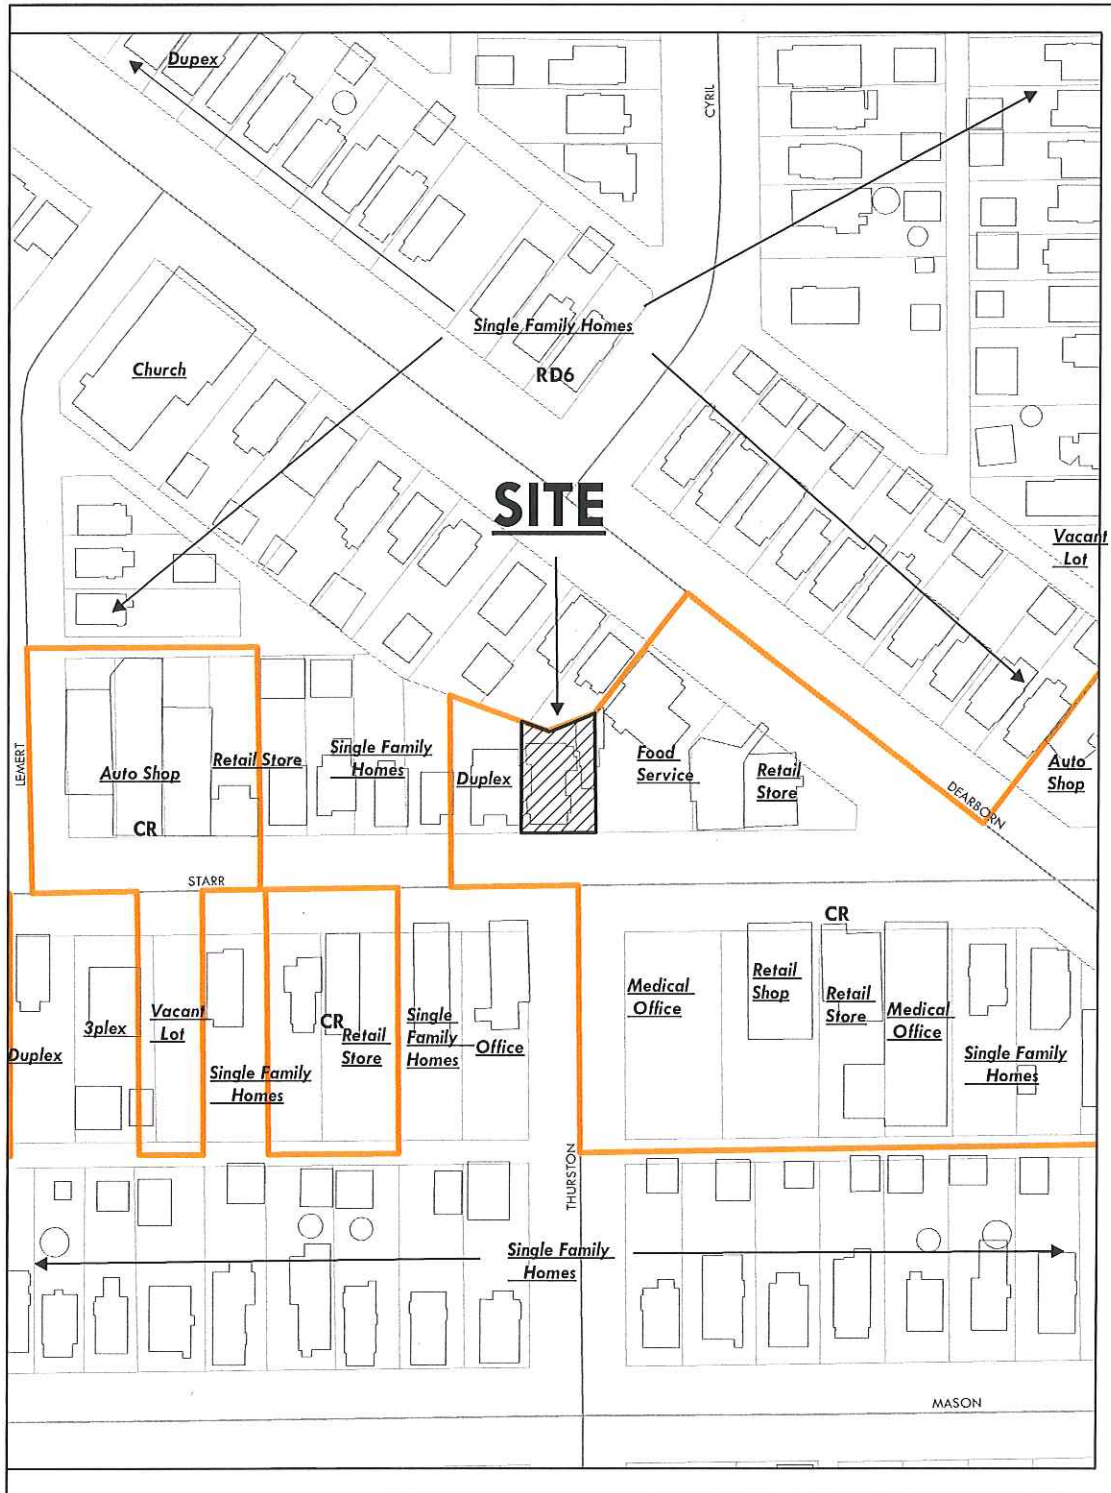 Dupex
CYRIL
Single Family Homes
RD6
Church
SITE
Vacant
Lot
LEMERT
Auto Shop
Retail Store
Single Family
Homes
Duplex
Food
Service
Retail
Store
Auto
Shop
DEARBORN
CR
STARR
CR
Duplex
3plex
Vacant
Lot
Single Family
Homes
CR
Retail
Store
Single
Family
Homes
Office
Medical
Office
Retail
Shop
Retail
Store
Medical
Office
Single Family
Homes
THURSTON
Single Family
Homes
MASON